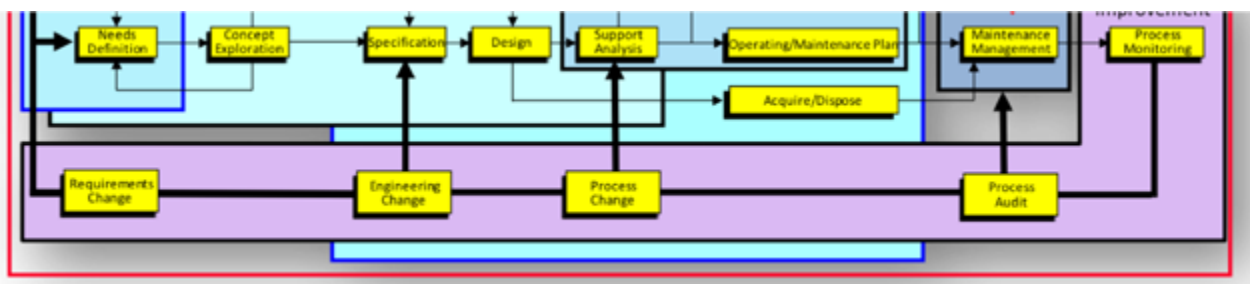 Improvement
Needs
Definition
Concept
Exploration
Specification
Design
Support
Analysis
Operating/Maintenance Plan
Maintenance
Management
Process
Monitoring
Acquire/Dispose
Requirements
Change
Engineering
Change
Process
Change
Process
Audit